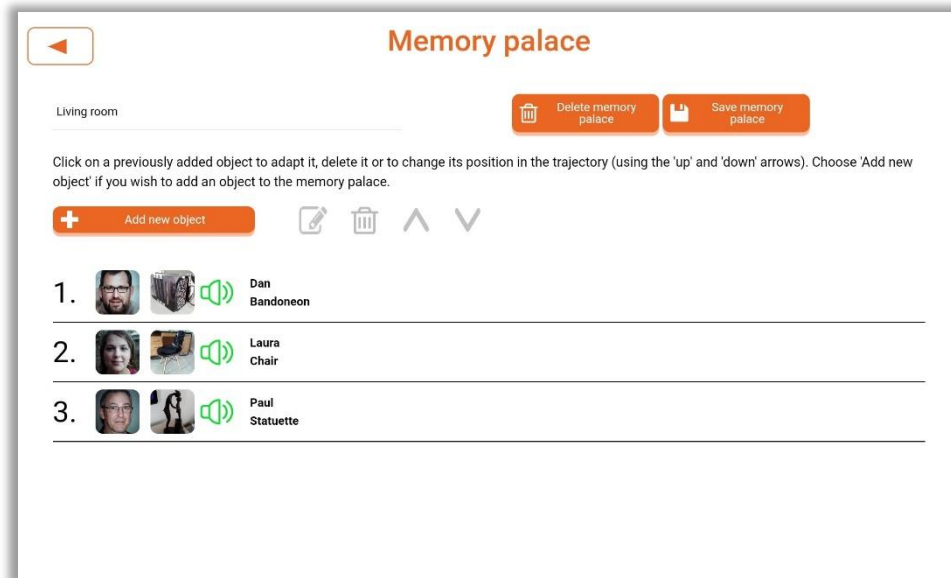 Memory palace
Living room
Delete memory
palace
Save memory
palace
Click on a previously added object to adapt it, delete it or to change its position in the trajectory (using the 'up' and 'down' arrows). Choose 'Add new
object' if you wish to add an object to the memory palace.
Add new object
1.
Dan
Bandoneon
2.
Laura
Chair
3.
Paul
Statuette